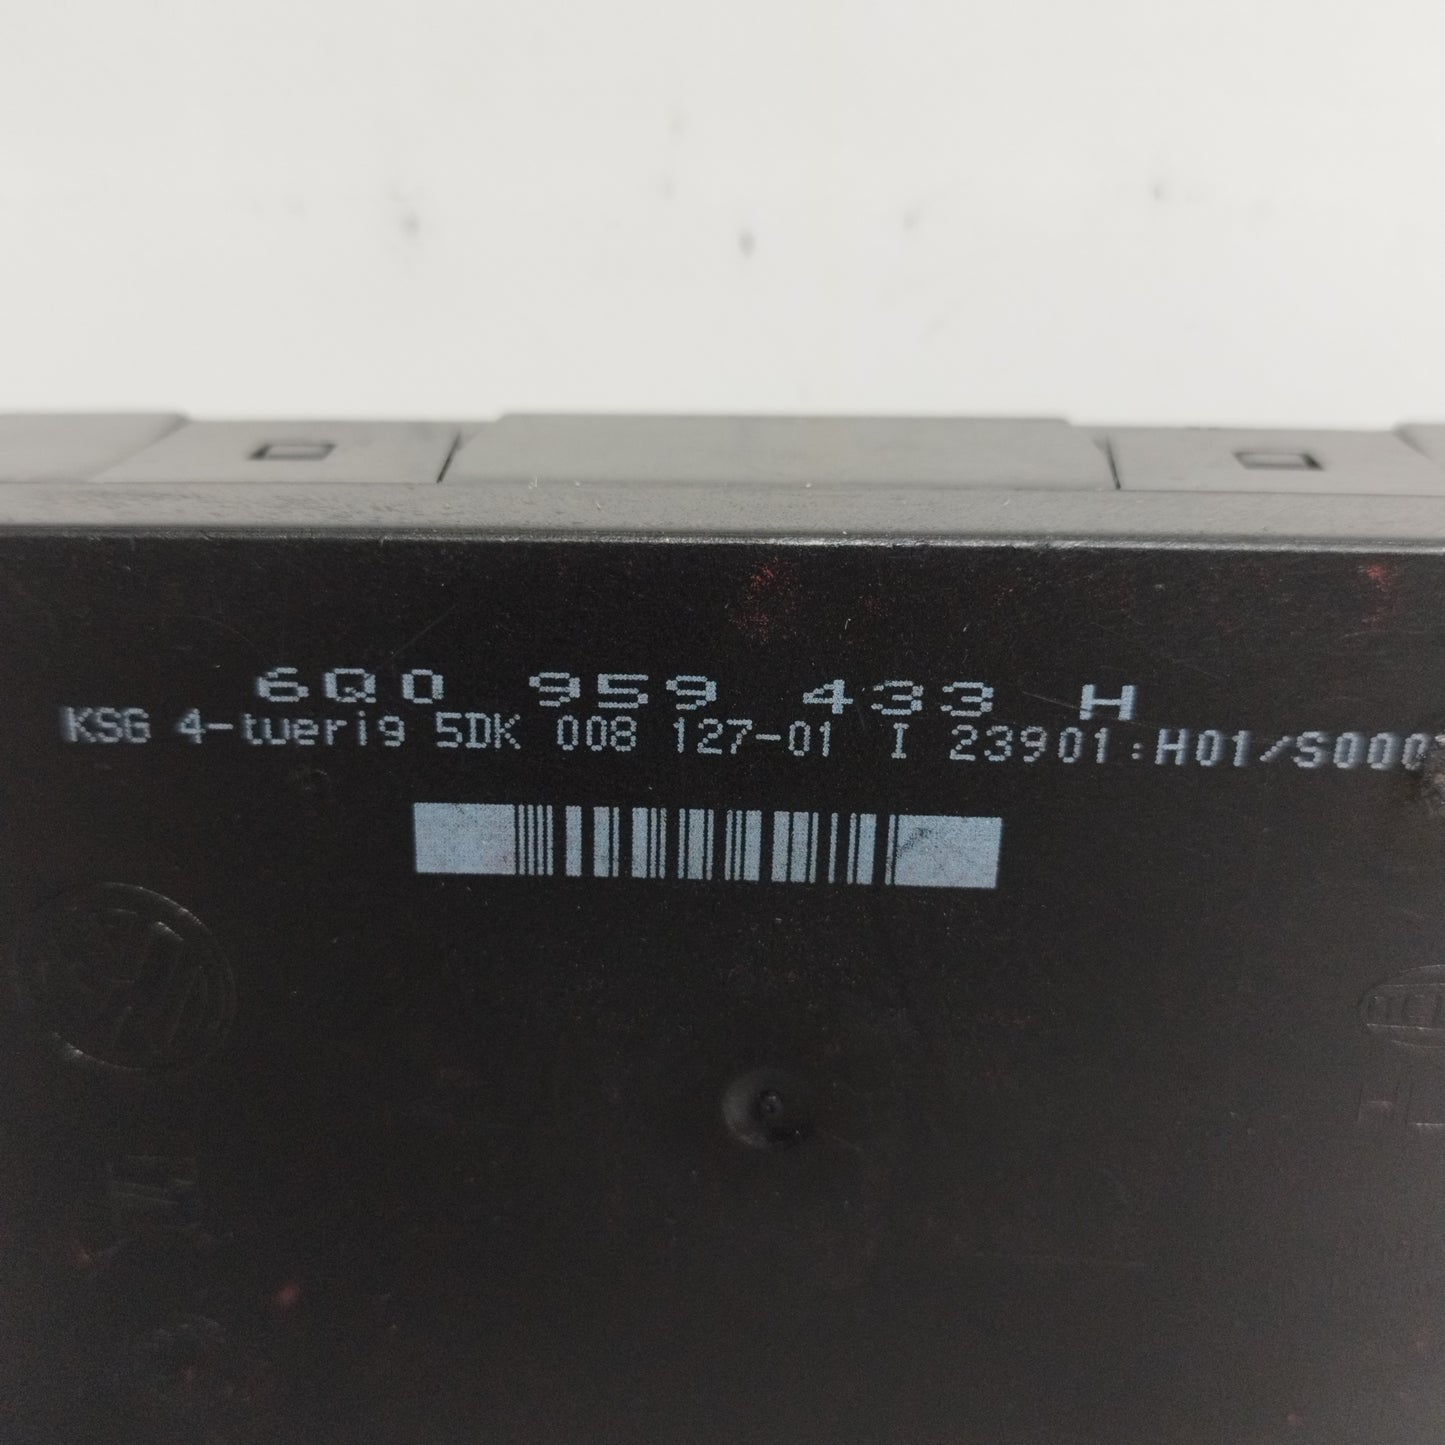 6Q0 959 433 H
KSG 4-tuerig 5DK 008 127-01 I 23901:H01/S000